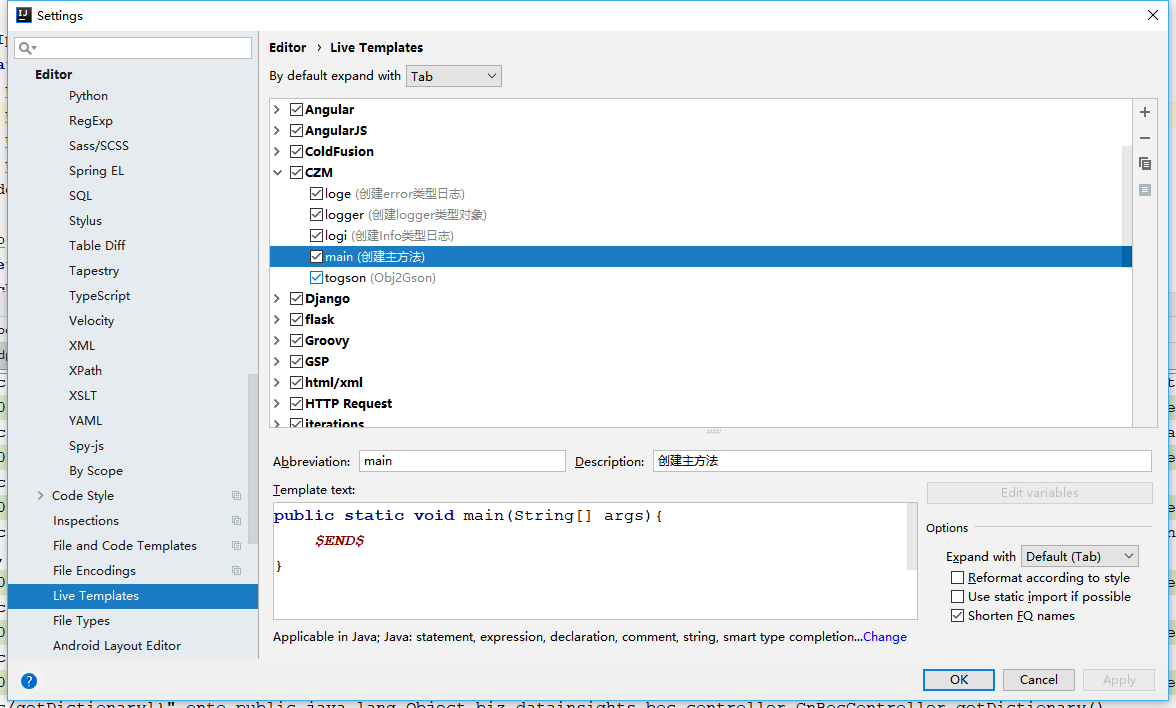 Settings
Editor
Python
RegExp
Sass/SCSS
Spring EL
SQL
Stylus
Table Diff
Tapestry
TypeScript
Velocity
XML
XPath
XSLT
YAML
Spy-js
By Scope
Code Style
Inspections
File and Code Templates
File Encodings
Live Templates
File Types
Android Layout Editor
Editor › Live Templates
By default expand with Tab
Angular
AngularJS
ColdFusion
CZM
loge (创建error类型日志)
logger (创建logger类型对象)
logi (创建Info类型日志)
main (创建主方法)
togson (Obj2Gson)
Django
flask
Groovy
GSP
html/xml
HTTP Request
iterations
Abbreviation: main Description: 创建主方法
Template text:
public static void main(String[] args){
$END$
}
Edit variables
Options
Expand with Default (Tab)
Reformat according to style
Use static import if possible
Shorten FQ names
Applicable in Java; Java: statement, expression, declaration, comment, string, smart type completion...Change
? OK Cancel Apply